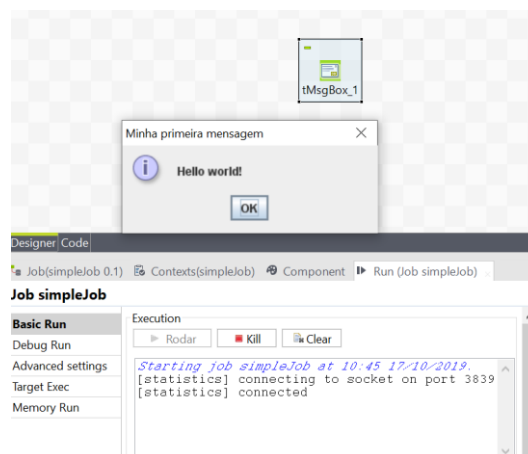 tMsgBox_1
Minha primeira mensagem
Hello world!
OK
Designer Code
Job(simpleJob 0.1) Contexts(simpleJob) Component Run (Job simpleJob)
Job simpleJob
Basic Run
Debug Run
Advanced settings
Target Exec
Memory Run
Execution
Rodar Kill Clear
Starting job simpleJob at 10:45 17/10/2019.
[statistics] connecting to socket on port 3839
[statistics] connected